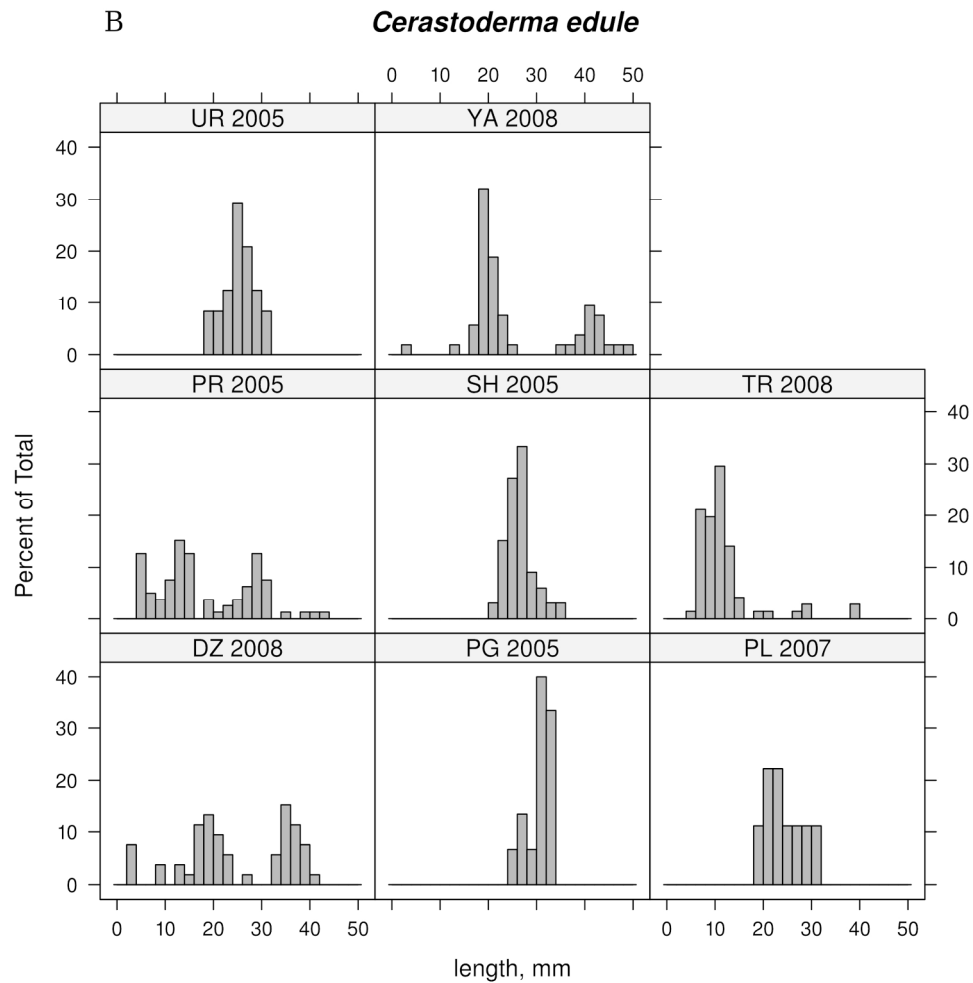 B
Cerastoderma edule
0 10 20 30 40 50
UR 2005 YA 2008
40
30
20
10
0
PR 2005 SH 2005 TR 2008
40
30
20
10
0
DZ 2008 PG 2005 PL 2007
40
30
20
10
0
0 10 20 30 40 50 0 10 20 30 40 50
Percent of Total
length, mm